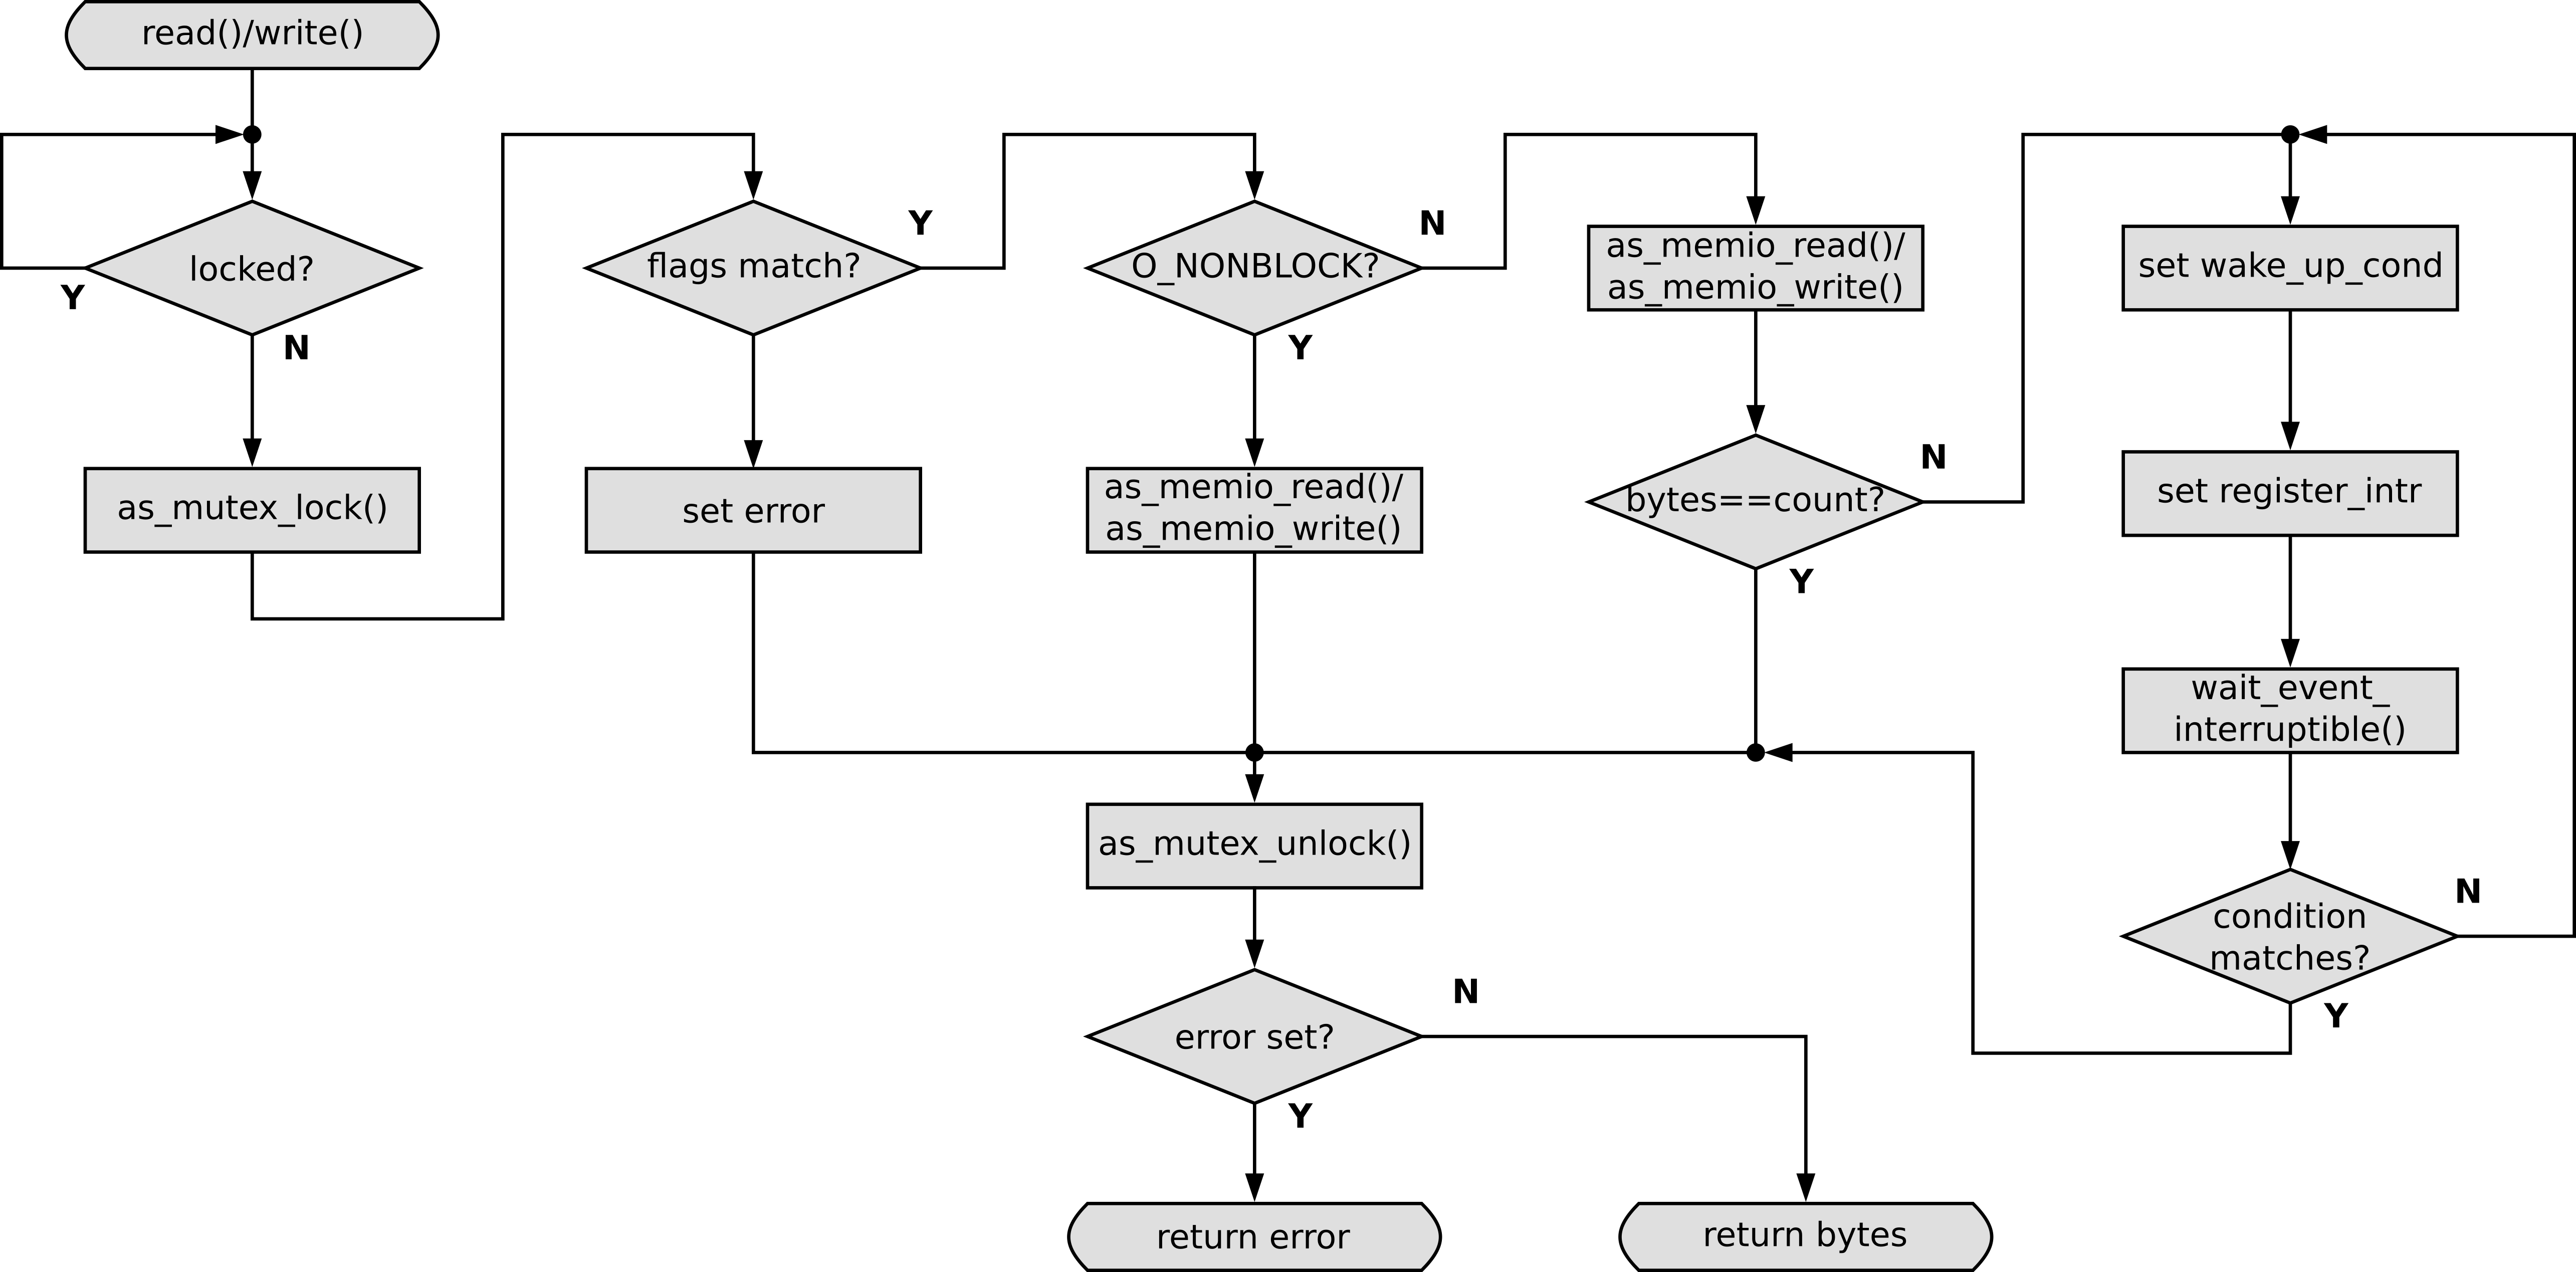 read()/write()
locked?
Y
N
as_mutex_lock()
flags match?
Y
set error
O_NONBLOCK?
N
Y
as_memio_read()/
as_memio_write()
as_memio_read()/
as_memio_write()
bytes==count?
N
Y
set wake_up_cond
set register_intr
wait_event_
interruptible()
condition
matches?
N
Y
as_mutex_unlock()
error set?
N
Y
return error
return bytes